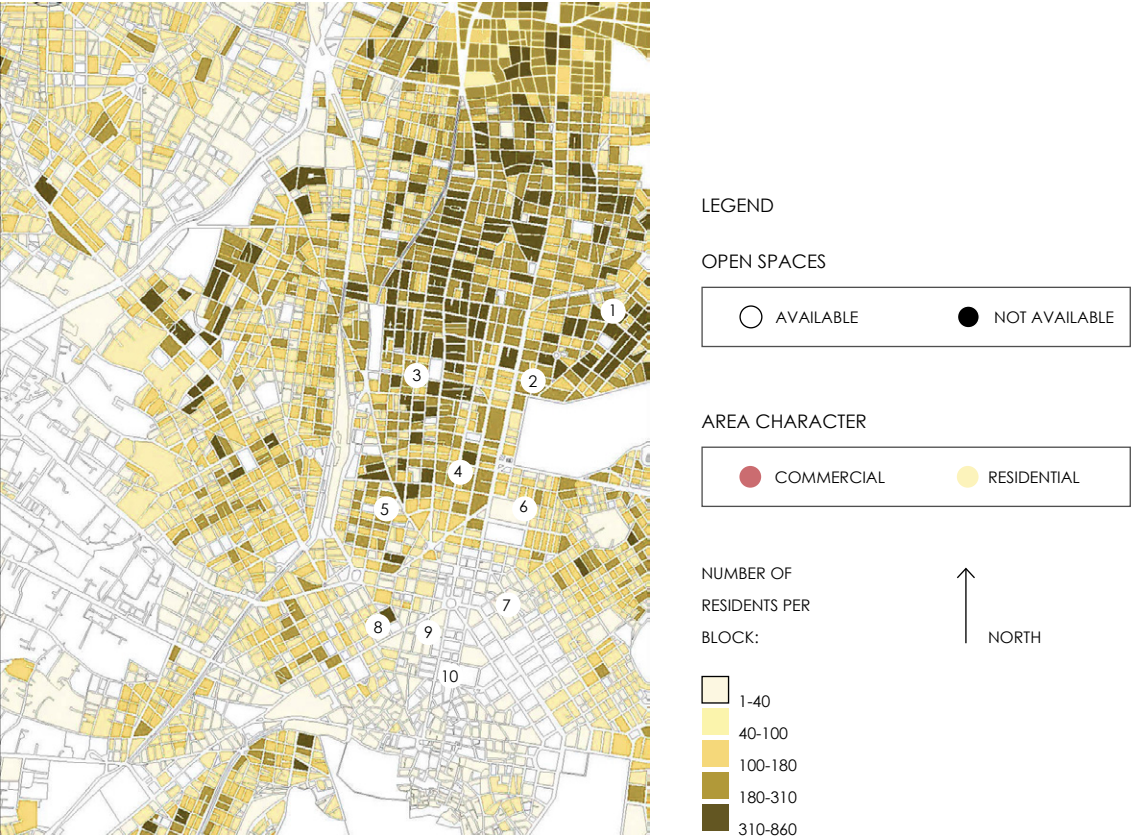 1
2
3
4
5
6
7
8
9
10
LEGEND
OPEN SPACES
AVAILABLE
NOT AVAILABLE
AREA CHARACTER
COMMERCIAL
RESIDENTIAL
NUMBER OF
RESIDENTS PER
BLOCK:
NORTH
1-40
40-100
100-180
180-310
310-860